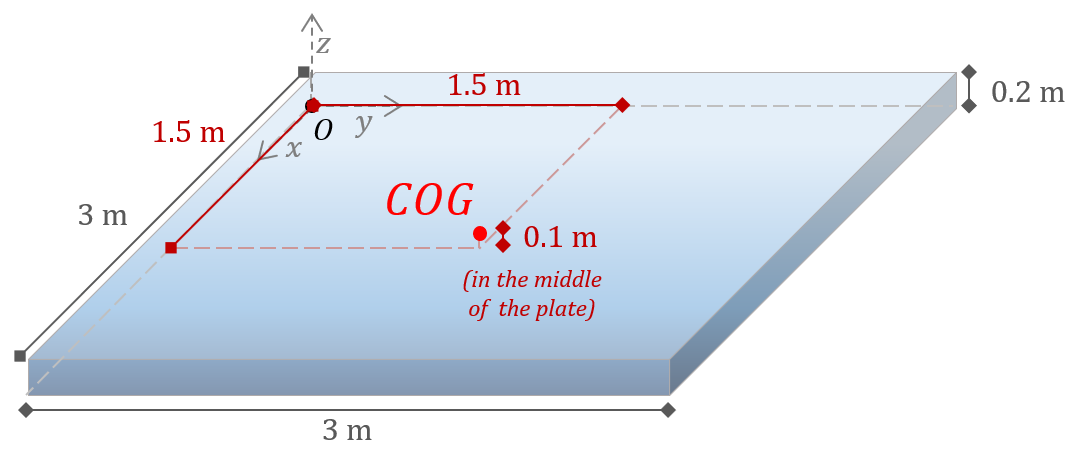 z
1.5 m
0.2 m
1.5 m
O
y
x
COG
3 m
0.1 m
(in the middle
of the plate)
3 m